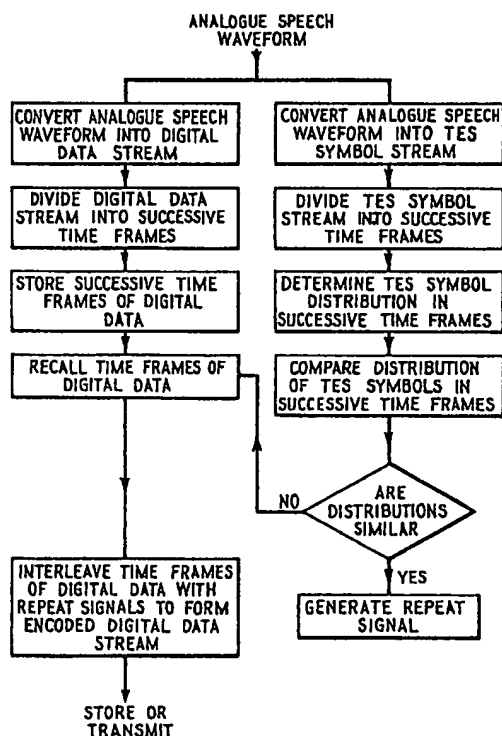 ANALOGUE SPEECH
WAVEFORM
CONVERT ANALOGUE SPEECH
WAVEFORM INTO DIGITAL
DATA STREAM
DIVIDE DIGITAL DATA
STREAM INTO SUCCESSIVE
TIME FRAMES
STORE SUCCESSIVE TIME
FRAMES OF DIGITAL
DATA
RECALL TIME FRAMES OF
DIGITAL DATA
INTERLEAVE TIME FRAMES
OF DIGITAL DATA WITH
REPEAT SIGNALS TO FORM
ENCODED DIGITAL DATA
STREAM
STORE OR
TRANSMIT
CONVERT ANALOGUE SPEECH
WAVEFORM INTO TES
SYMBOL STREAM
DIVIDE TES SYMBOL
STREAM INTO SUCCESSIVE
TIME FRAMES
DETERMINE TES SYMBOL
DISTRIBUTION IN
SUCCESSIVE TIME FRAMES
COMPARE DISTRIBUTION
OF TES SYMBOLS IN
SUCCESSIVE TIME FRAMES
NO
ARE
DISTRIBUTIONS
SIMILAR
YES
GENERATE REPEAT
SIGNAL